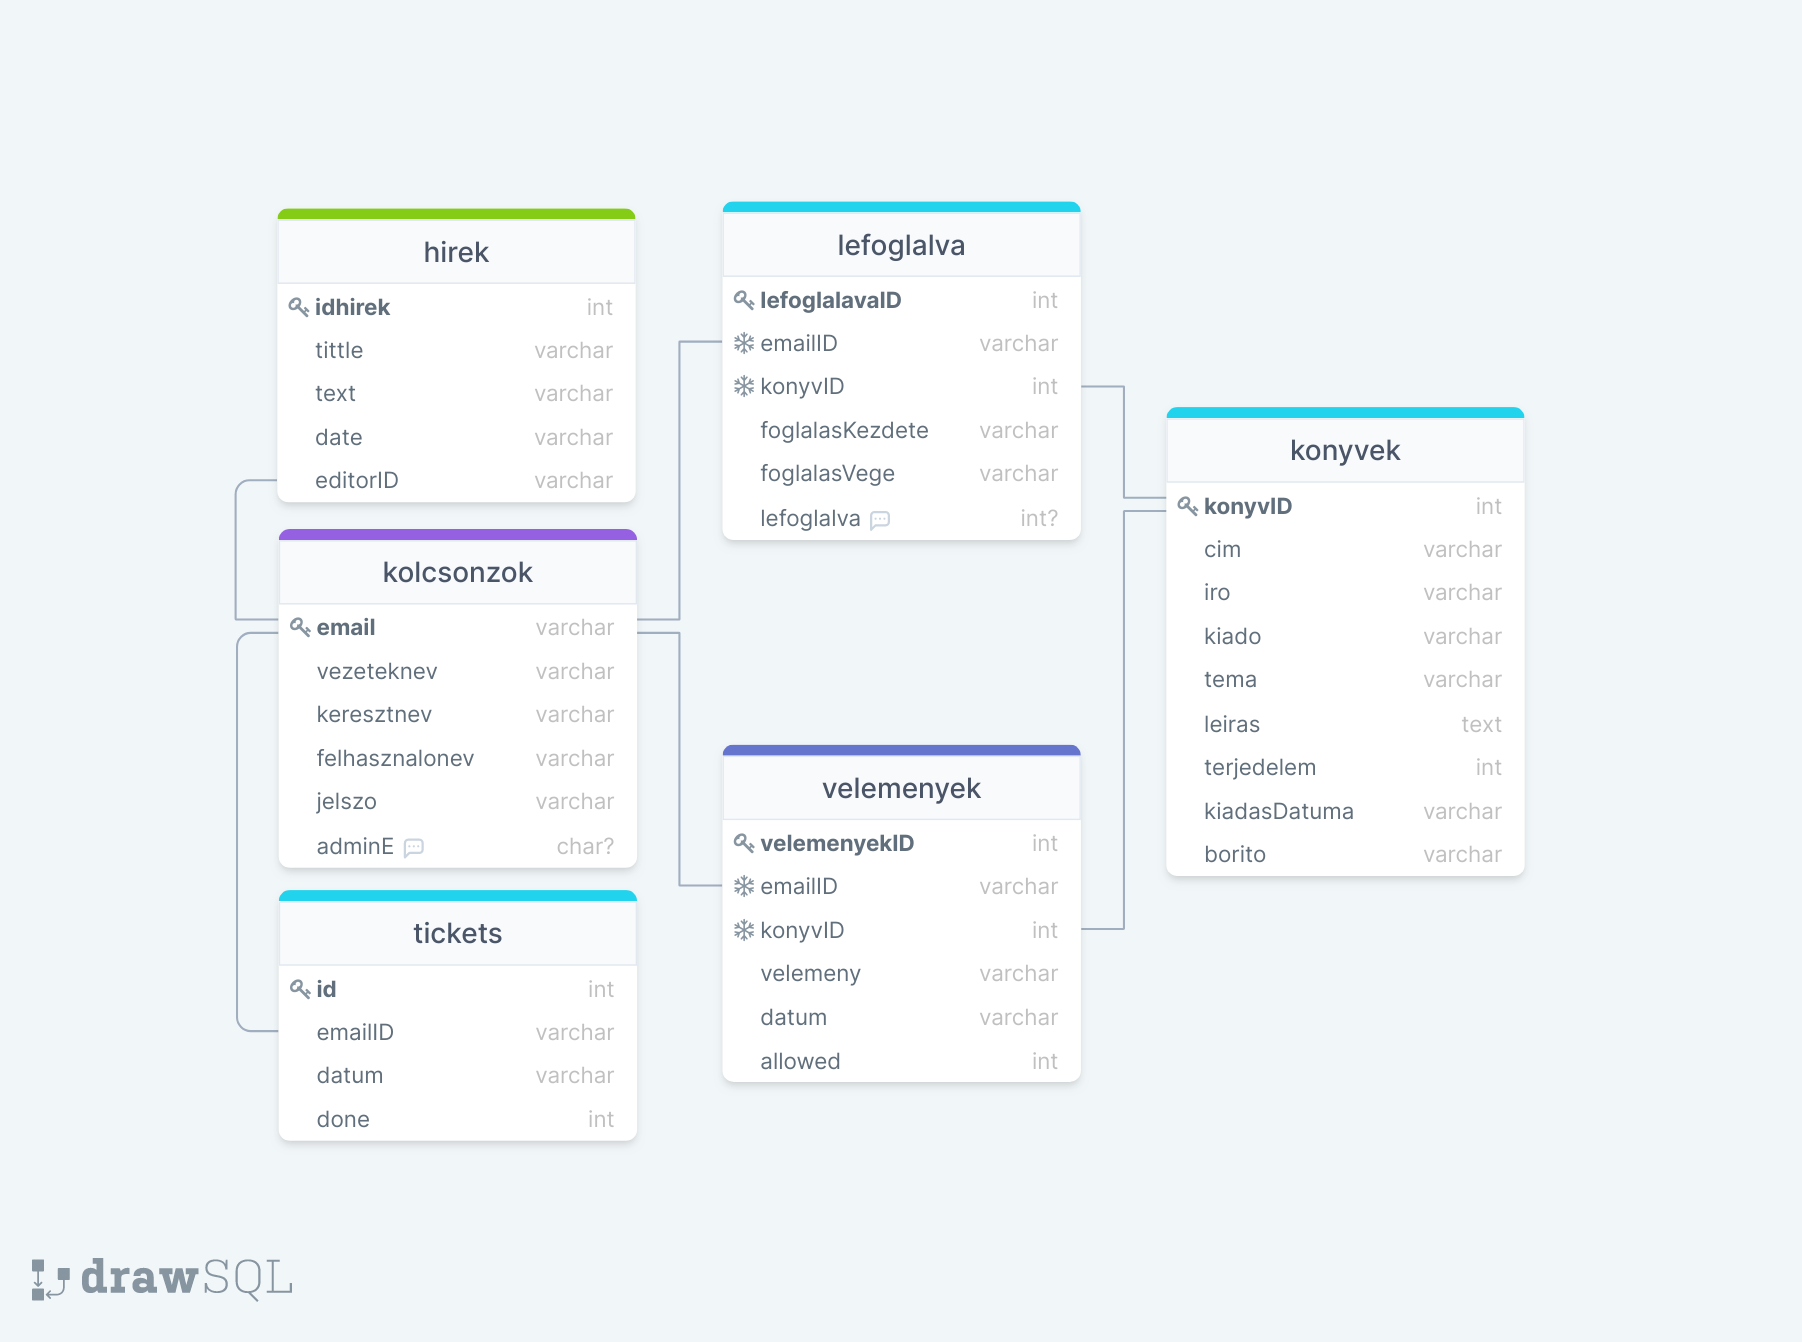 hirek
idhirek int
tittle varchar
text varchar
date varchar
editorID varchar
kolcsonzok
email varchar
vezeteknev varchar
keresztnev varchar
felhasznalonev varchar
jelszo varchar
adminE char?
tickets
id int
emailID varchar
datum varchar
done int
lefoglalva
lefoglalavaID int
emailID varchar
konyvID int
foglalasKezdete varchar
foglalasVege varchar
lefoglalva int?
velemenyek
velemenyekID int
emailID varchar
konyvID int
velemeny varchar
datum varchar
allowed int
konyvek
konyvID int
cim varchar
iro varchar
kiado varchar
tema varchar
leiras text
terjedelem int
kiadasDatuma varchar
borito varchar
drawSQL